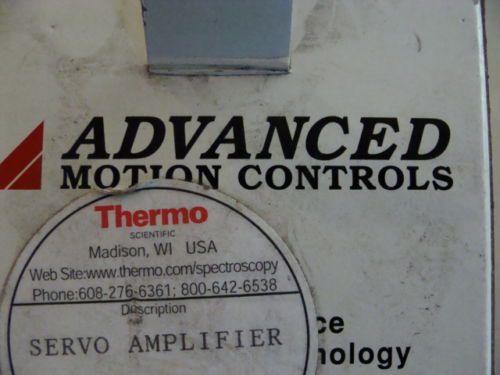 ADVANCED
MOTION CONTROLS
Thermo
SCIENTIFIC
Madison, WI USA
Web Site:www.thermo.com/spectroscopy
Phone:608-276-6361; 800-642-6538
Description
SERVO AMPLIFIER
ce
nology